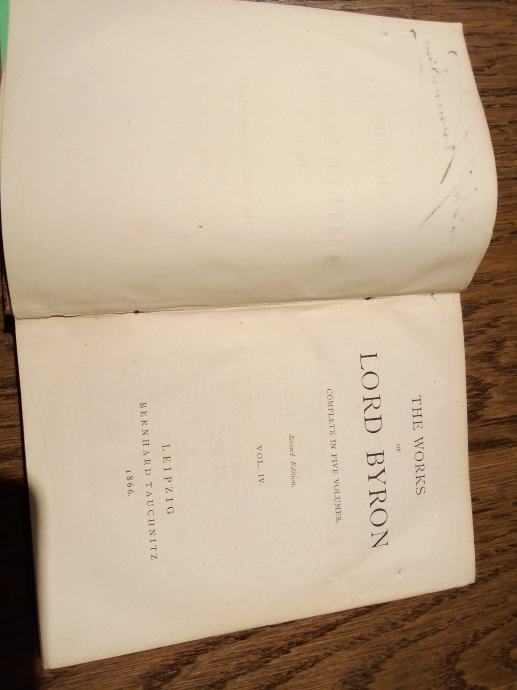 THE WORKS
OF
LORD BYRON
COMPLETE IN FIVE VOLUMES.
Second Edition.
VOL. IV.
LEIPZIG
BERNHARD TAUCHNITZ
1866.